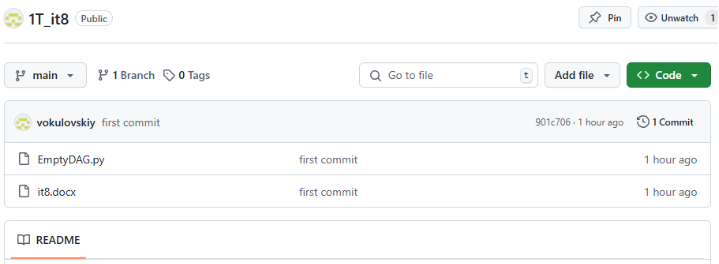 1T_it8 Public Pin Unwatch 1
main 1 Branch 0 Tags Go to file t Add file <> Code
vokulovskiy first commit 901c706 · 1 hour ago 1 Commit
EmptyDAG.py first commit 1 hour ago
it8.docx first commit 1 hour ago
README